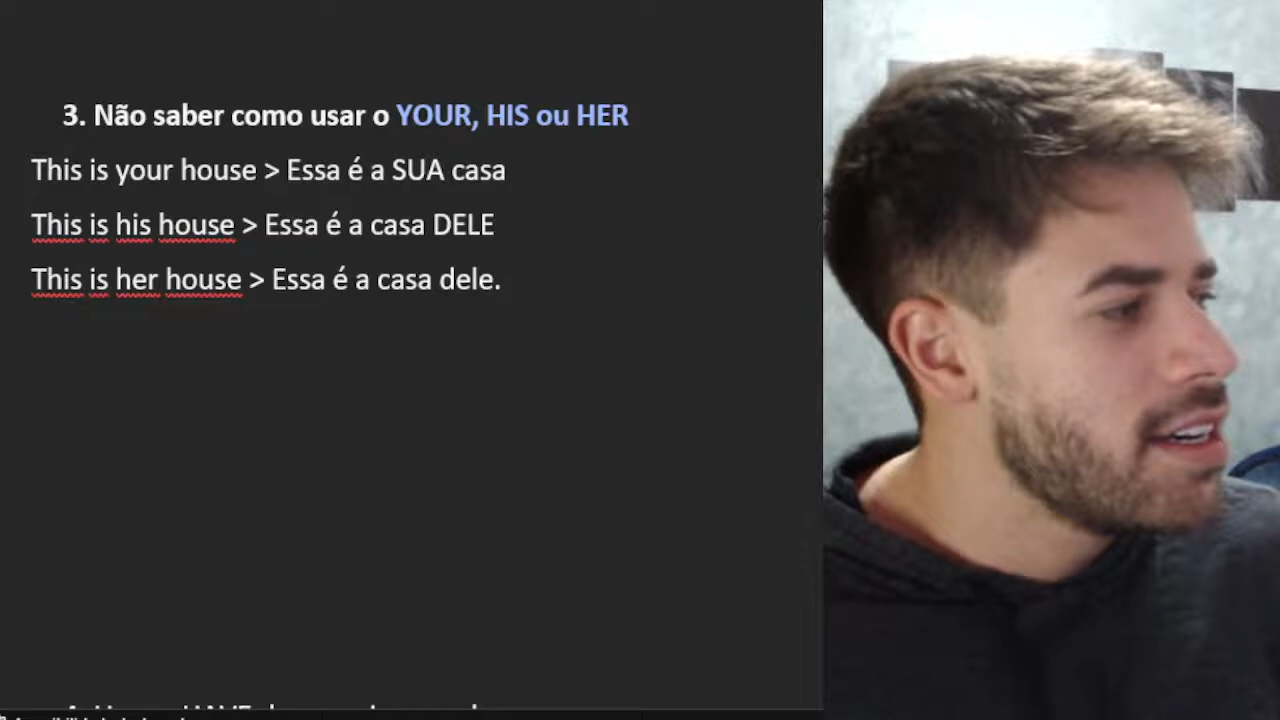 3. Não saber como usar o YOUR, HIS ou HER
This is your house > Essa é a SUA casa
This is his house > Essa é a casa DELE
This is her house > Essa é a casa dele.